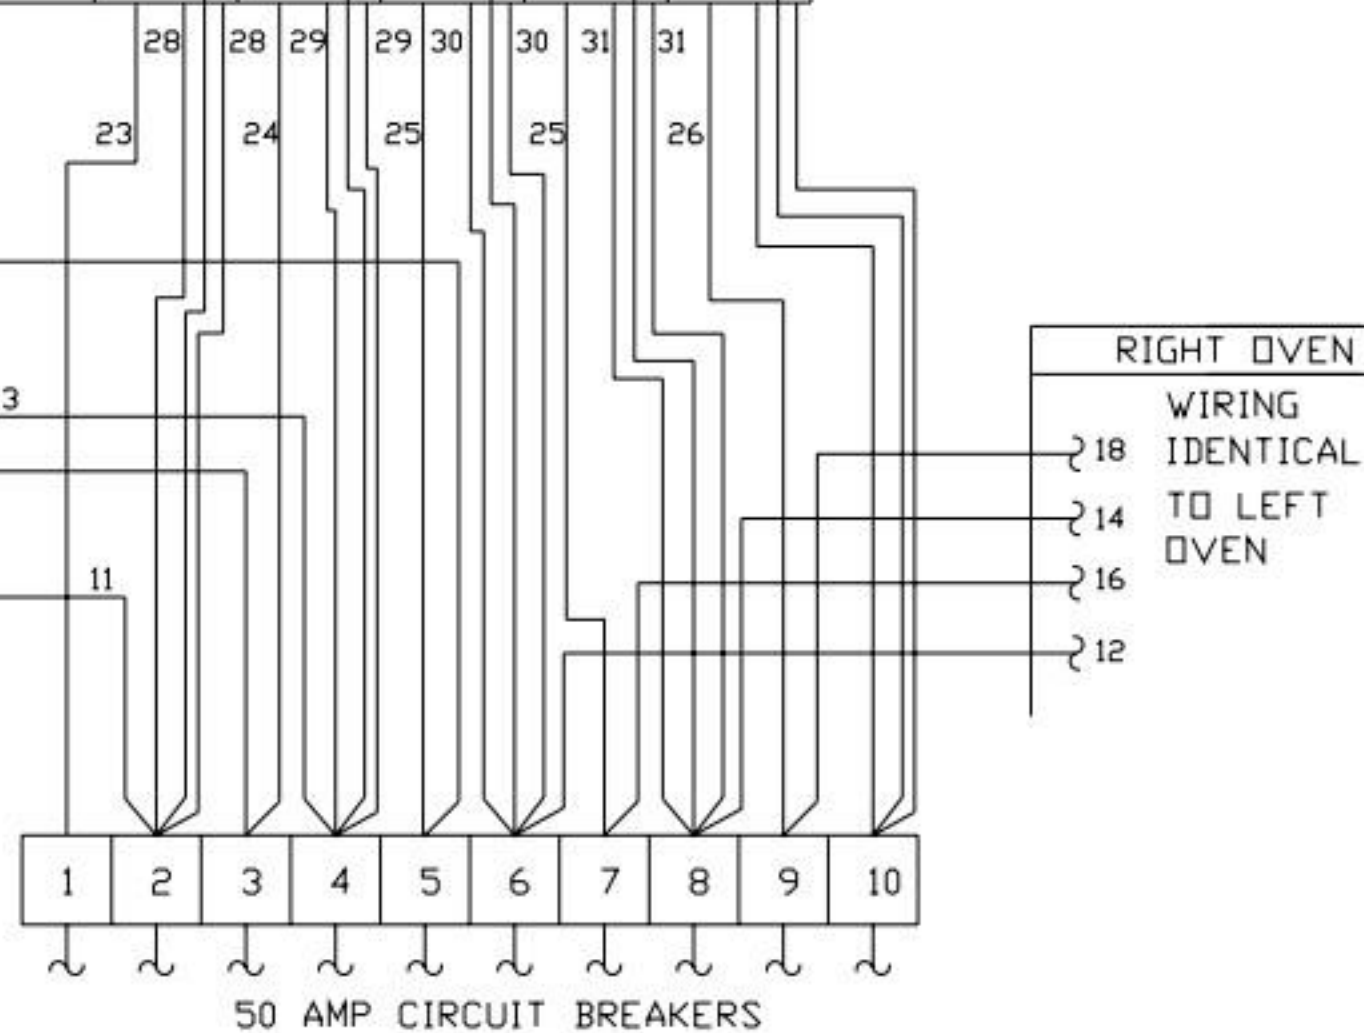 28 28 29 29 30 30 31 31
23 24 25 25 26
RIGHT OVEN
3
WIRING
18 IDENTICAL
14 TO LEFT
OVEN
11
16
12
1 2 3 4 5 6 7 8 9 10
50 AMP CIRCUIT BREAKERS